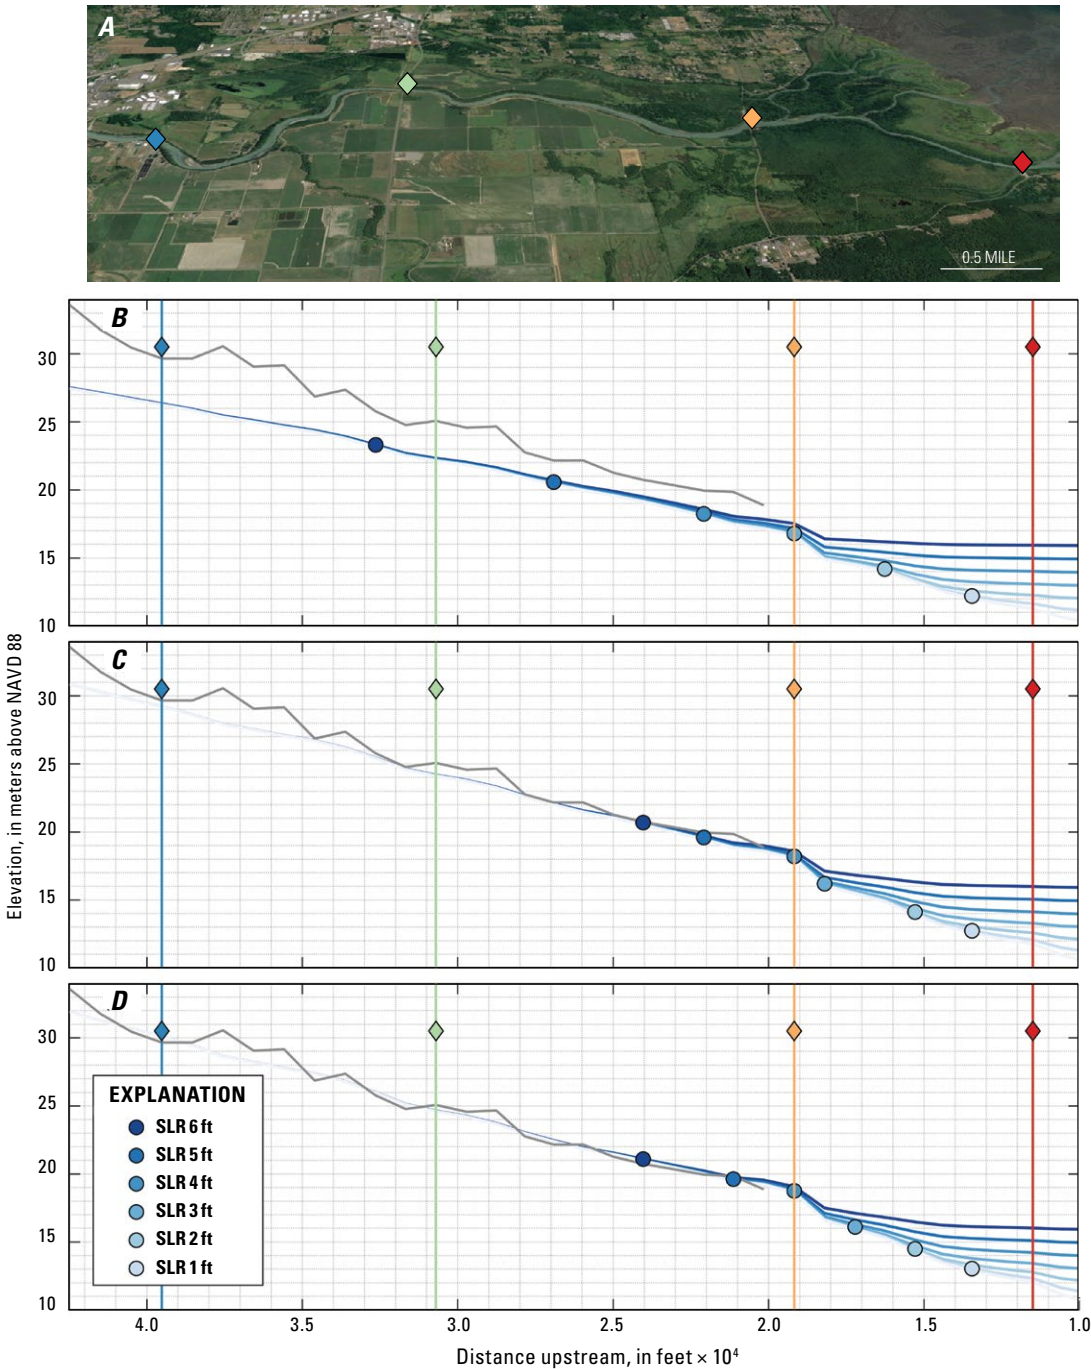 A
0.5 MILE
B
30
25
20
15
10
C
30
25
20
15
10
Elevation, in meters above NAVD 88
D
30
25
20
15
10
EXPLANATION
SLR 6 ft
SLR 5 ft
SLR 4 ft
SLR 3 ft
SLR 2 ft
SLR 1 ft
4.0 3.5 3.0 2.5 2.0 1.5 1.0
Distance upstream, in feet × 10⁴